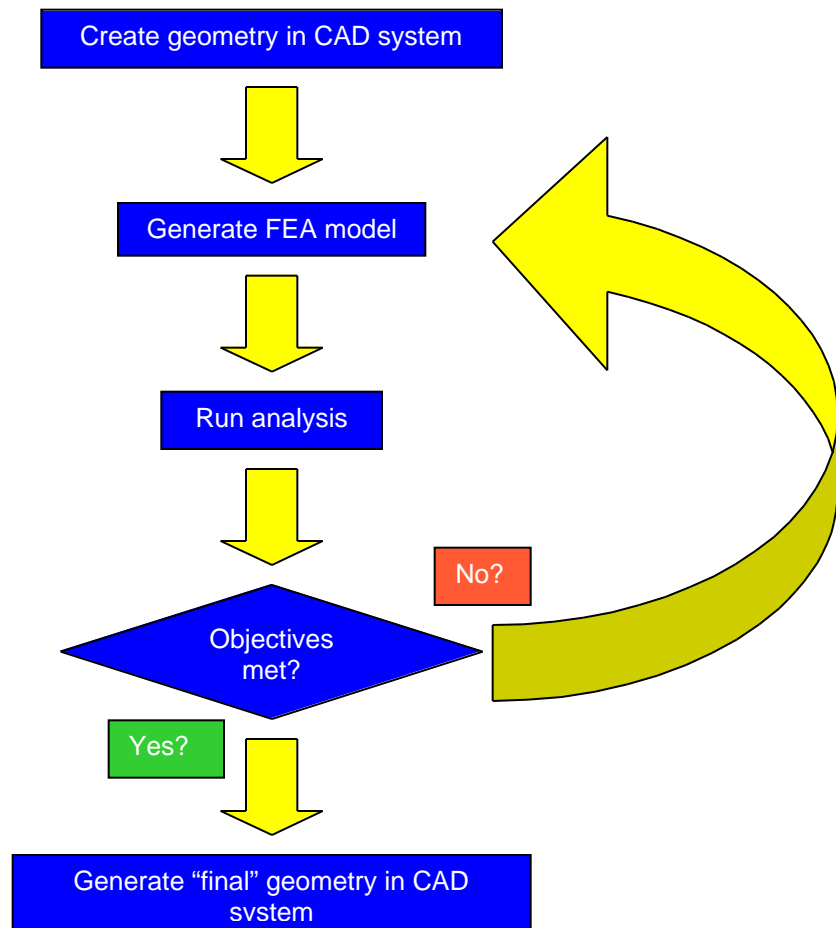 Create geometry in CAD system
Generate FEA model
Run analysis
No?
Objectives
met?
Yes?
Generate “final” geometry in CAD
system